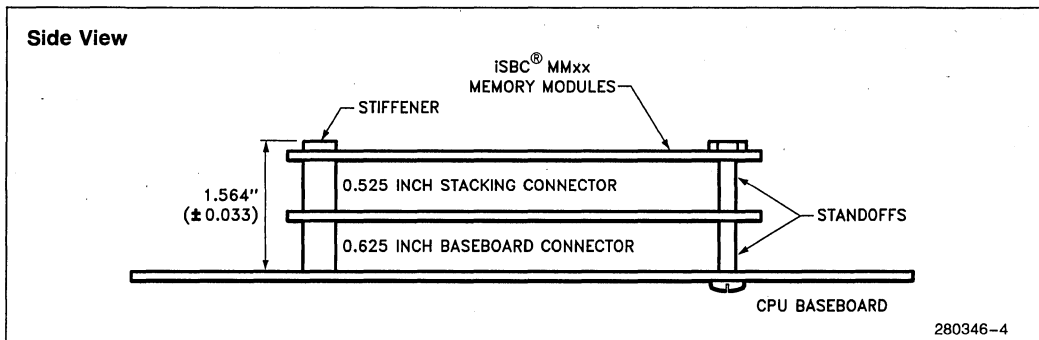 Side View
iSBC® MMxx
MEMORY MODULES
STIFFENER
1.564"
(±0.033)
0.525 INCH STACKING CONNECTOR
STANDOFFS
0.625 INCH BASEBOARD CONNECTOR
CPU BASEBOARD
280346-4